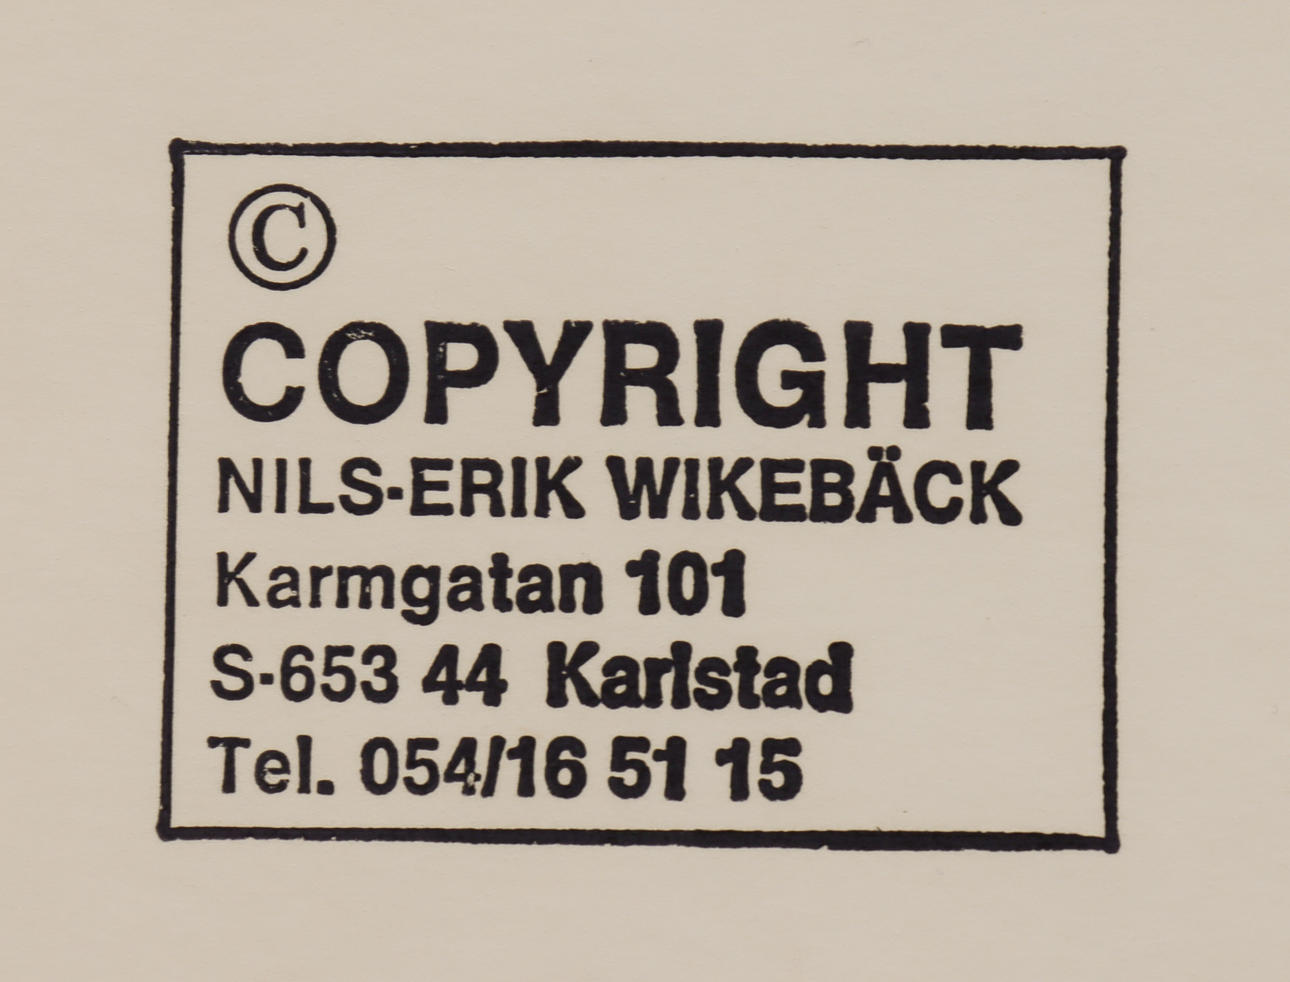 ©
COPYRIGHT
NILS-ERIK WIKEBÄCK
Karmgatan 101
S-653 44 Karlstad
Tel. 054/16 51 15